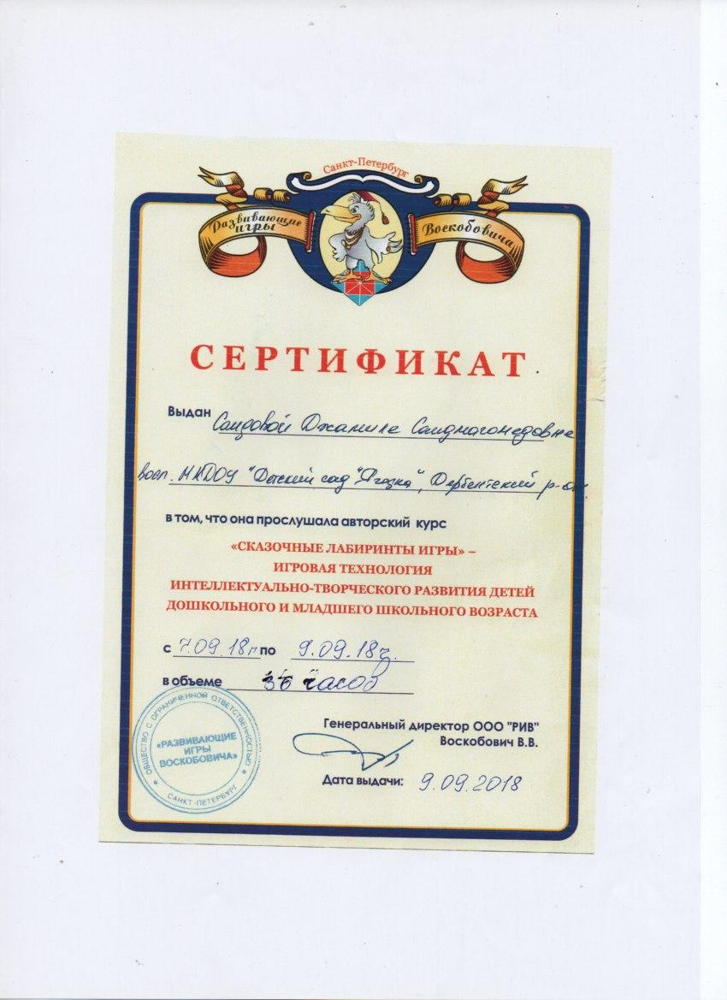 Санкт-Петербург
Развивающие игры Воскобовича
СЕРТИФИКАТ
Выдан Саидовой Джамиле Саидмагомедовне
восп. МКДОУ "Детский сад "Ягодка", Дербентский р-он
в том, что она прослушала авторский курс
«СКАЗОЧНЫЕ ЛАБИРИНТЫ ИГРЫ» –
ИГРОВАЯ ТЕХНОЛОГИЯ
ИНТЕЛЛЕКТУАЛЬНО-ТВОРЧЕСКОГО РАЗВИТИЯ ДЕТЕЙ
ДОШКОЛЬНОГО И МЛАДШЕГО ШКОЛЬНОГО ВОЗРАСТА
с 7.09.18г по 9.09.18г.
в объеме 36 часов
Генеральный директор ООО "РИВ"
Воскобович В.В.
Дата выдачи: 9.09.2018
ОБЩЕСТВО С ОГРАНИЧЕННОЙ ОТВЕТСТВЕННОСТЬЮ
«РАЗВИВАЮЩИЕ
ИГРЫ
ВОСКОБОВИЧА»
* САНКТ-ПЕТЕРБУРГ *